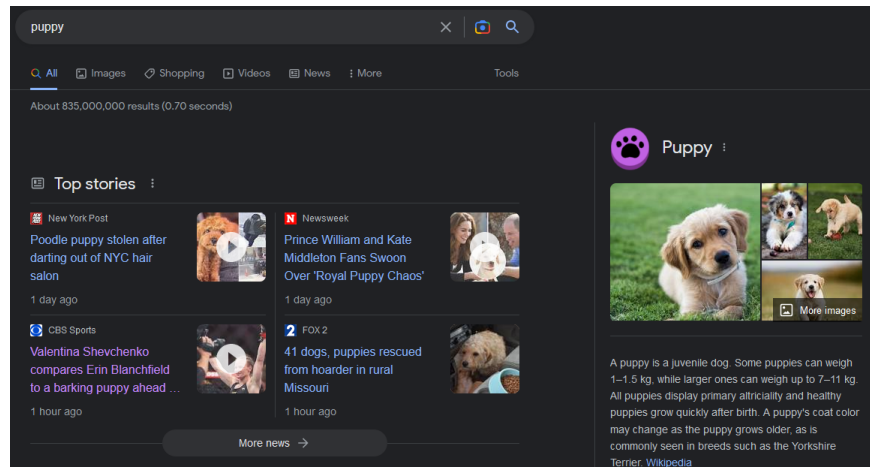 puppy
All Images Shopping Videos News More Tools
About 835,000,000 results (0.70 seconds)
Top stories
New York Post
Poodle puppy stolen after
darting out of NYC hair
salon
1 day ago
N Newsweek
Prince William and Kate
Middleton Fans Swoon
Over 'Royal Puppy Chaos'
1 day ago
CBS Sports
Valentina Shevchenko
compares Erin Blanchfield
to a barking puppy ahead ...
1 hour ago
2 FOX 2
41 dogs, puppies rescued
from hoarder in rural
Missouri
1 hour ago
More news →
Puppy
More images
A puppy is a juvenile dog. Some puppies can weigh
1–1.5 kg, while larger ones can weigh up to 7–11 kg.
All puppies display primary altriciality and healthy
puppies grow quickly after birth. A puppy's coat color
may change as the puppy grows older, as is
commonly seen in breeds such as the Yorkshire
Terrier. Wikipedia